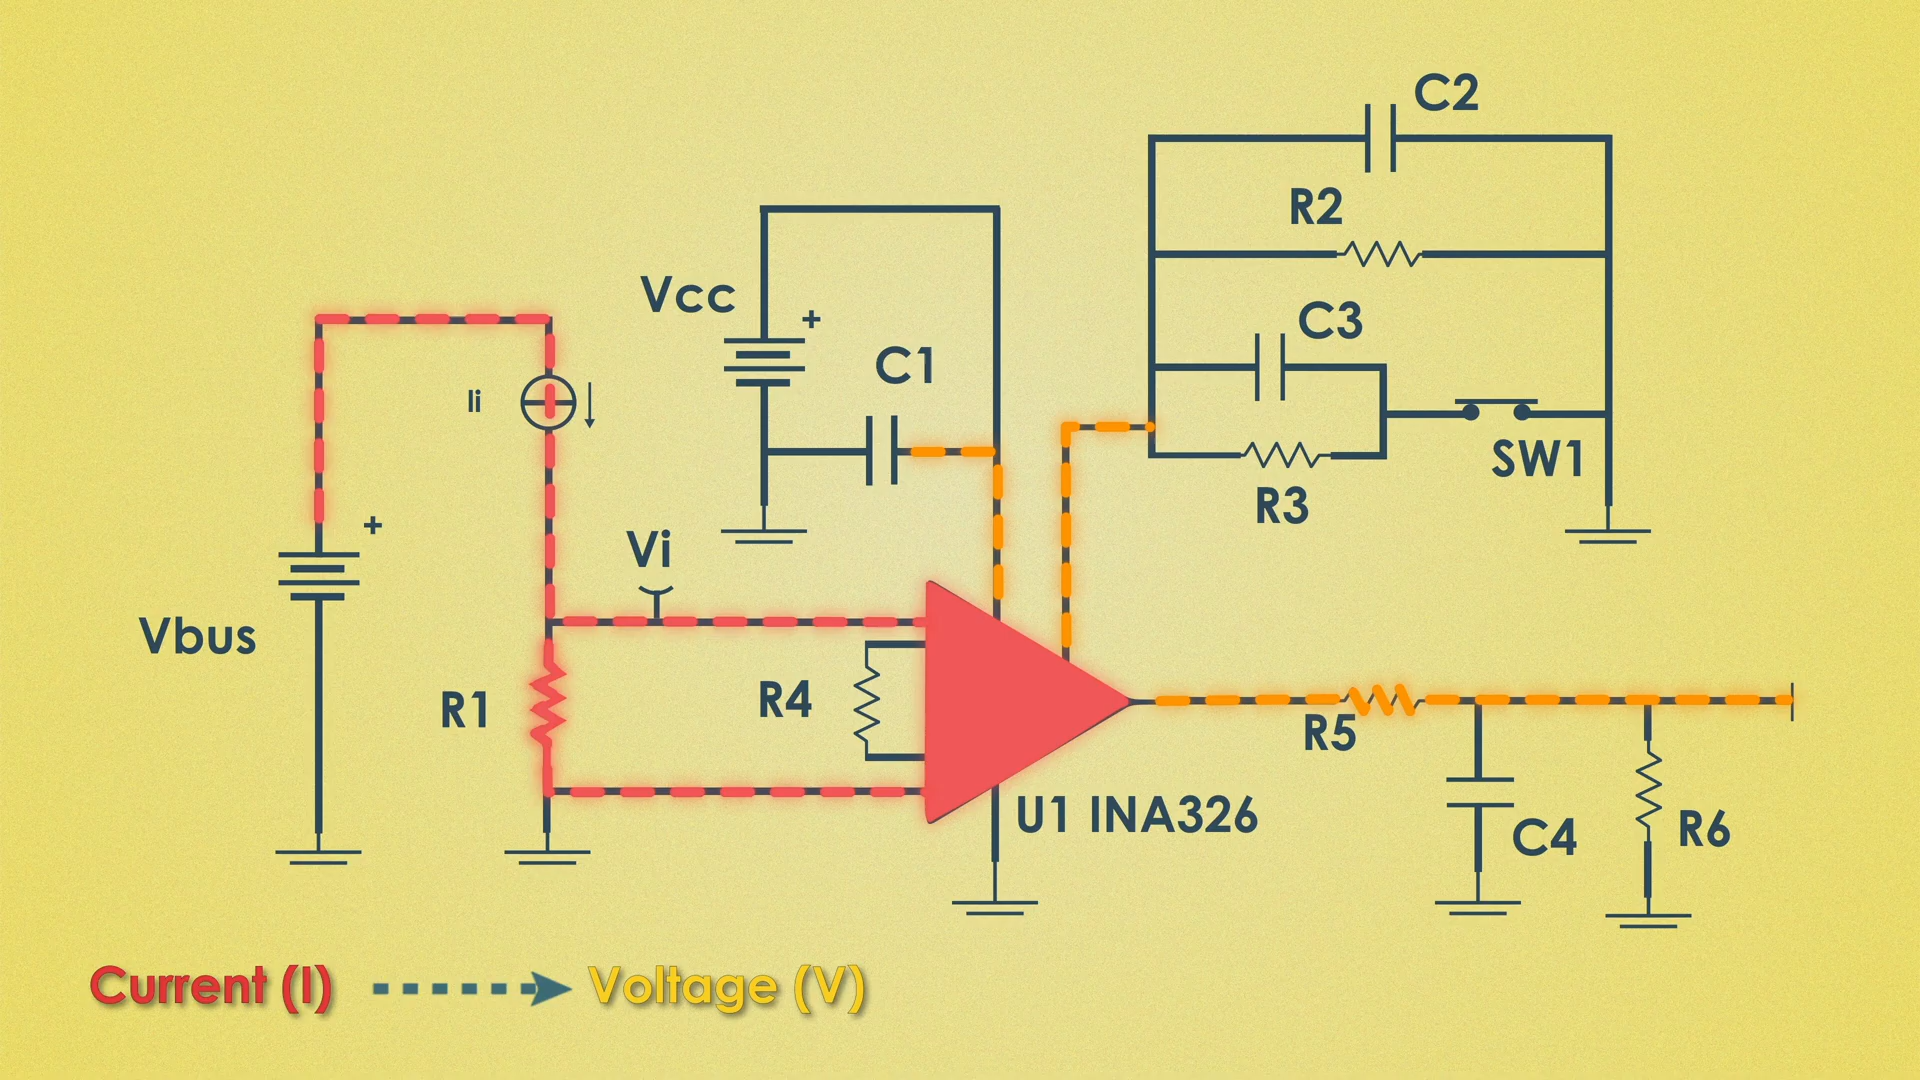 C2
R2
Vcc
+
C3
C1
Ii
SW1
R3
+
Vi
Vbus
R4
R1
R5
U1 INA326
C4
R6
Current (I)
Voltage (V)